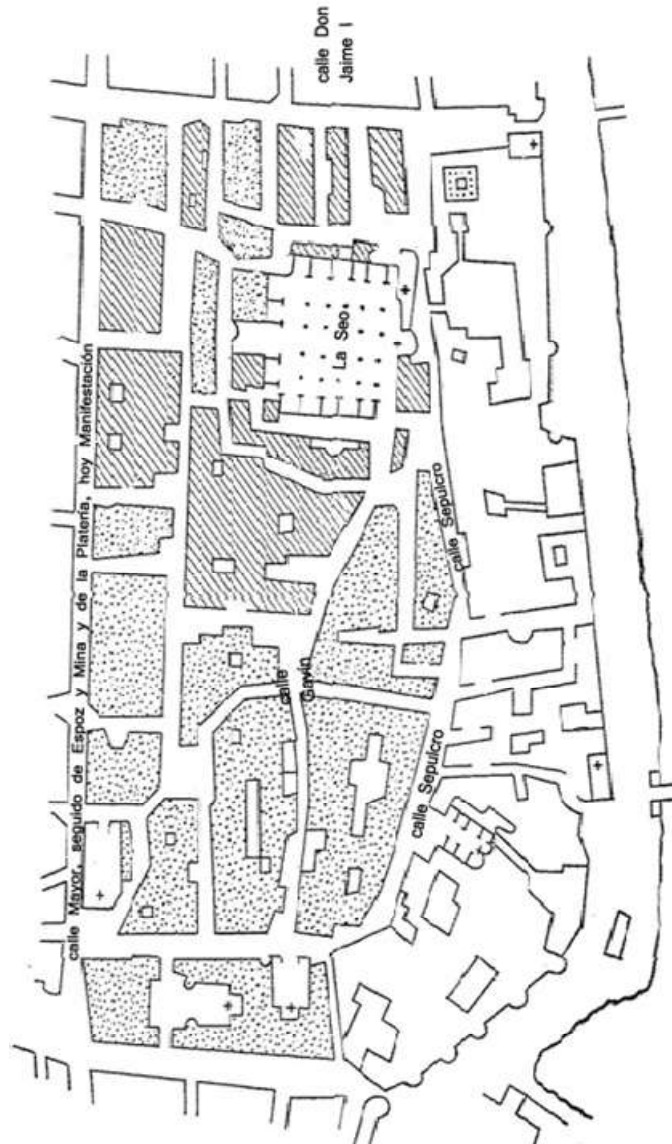 calle Don
Jaime I
calle Mayor, seguido de Espoz y Mina y de la Platería, hoy Manifestación
La Seo
calle Sepulcro
calle
Gavín
calle Sepulcro